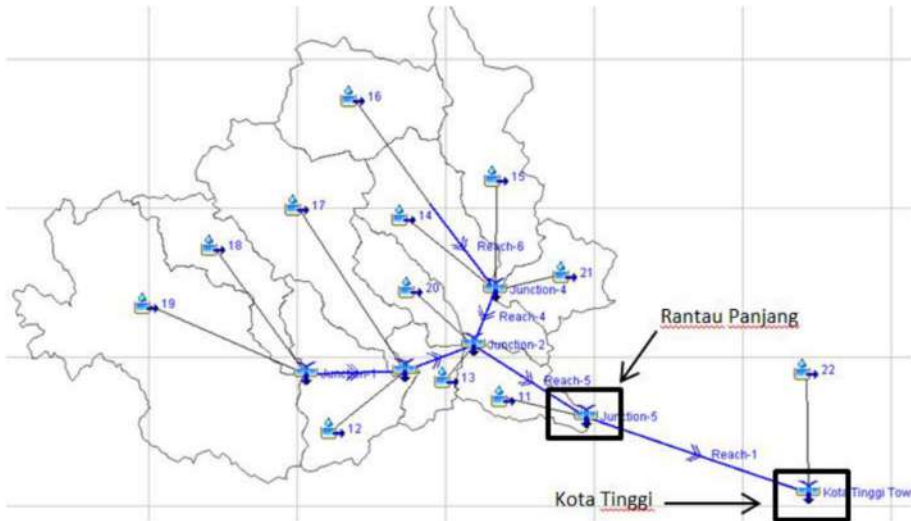 16
15
17
14
18
Reach-6
21
20
Junction-4
19
Reach-4
Rantau Panjang
Junction-2
Junction-1
13
Reach-5
22
11
Junction-5
12
Reach-1
Kota Tinggi Tow
Kota Tinggi